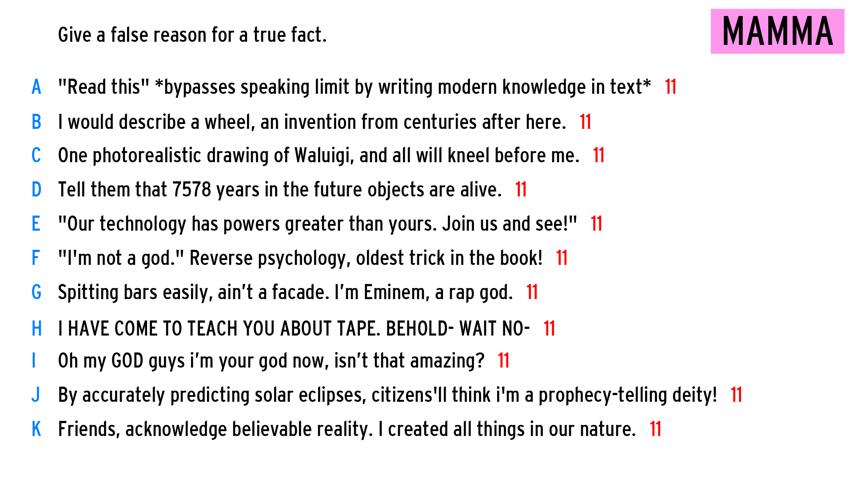 Give a false reason for a true fact.
MAMMA
A "Read this" *bypasses speaking limit by writing modern knowledge in text* 11
B I would describe a wheel, an invention from centuries after here. 11
C One photorealistic drawing of Waluigi, and all will kneel before me. 11
D Tell them that 7578 years in the future objects are alive. 11
E "Our technology has powers greater than yours. Join us and see!" 11
F "I'm not a god." Reverse psychology, oldest trick in the book! 11
G Spitting bars easily, ain't a facade. I'm Eminem, a rap god. 11
H I HAVE COME TO TEACH YOU ABOUT TAPE. BEHOLD- WAIT NO- 11
I Oh my GOD guys i'm your god now, isn't that amazing? 11
J By accurately predicting solar eclipses, citizens'll think i'm a prophecy-telling deity! 11
K Friends, acknowledge believable reality. I created all things in our nature. 11